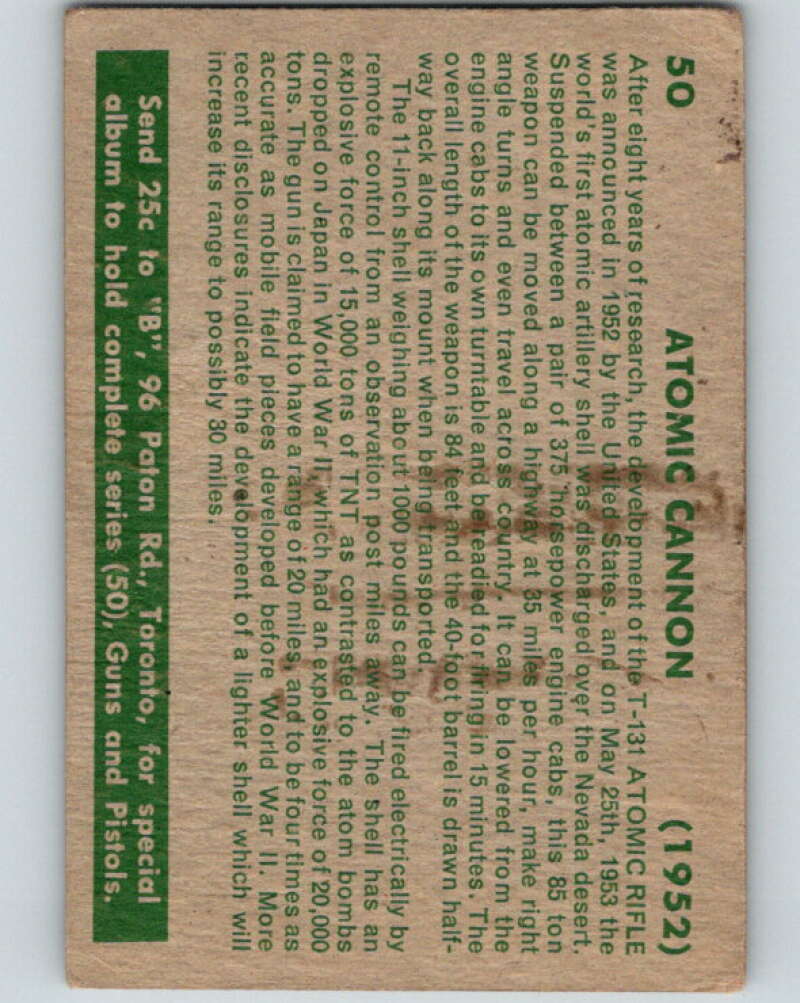 50 ATOMIC CANNON (1952)
After eight years of research, the development of the T-131 ATOMIC RIFLE
was announced in 1952 by the United States, and on May 25th, 1953 the
world's first atomic artillery shell was discharged over the Nevada desert.
Suspended between a pair of 375 horsepower engine cabs, this 85 ton
weapon can be moved along a highway at 35 miles per hour, make right
angle turns and even travel across country. It can be lowered from the
engine cabs to its own turntable and be readied for firing in 15 minutes. The
overall length of the weapon is 84 feet and the 40-foot barrel is drawn half-
way back along its mount when being transported.
The 11-inch shell weighing about 1000 pounds can be fired electrically by
remote control from an observation post miles away. The shell has an
explosive force of 15,000 tons of TNT as contrasted to the atom bombs
dropped on Japan in World War II, which had an explosive force of 20,000
tons. The gun is claimed to have a range of 20 miles, and to be four times as
accurate as mobile field pieces developed before World War II. More
recent disclosures indicate the development of a lighter shell which will
increase its range to possibly 30 miles.
Send 25c to "B", 96 Paton Rd., Toronto, for special
album to hold complete series (50), Guns and Pistols.